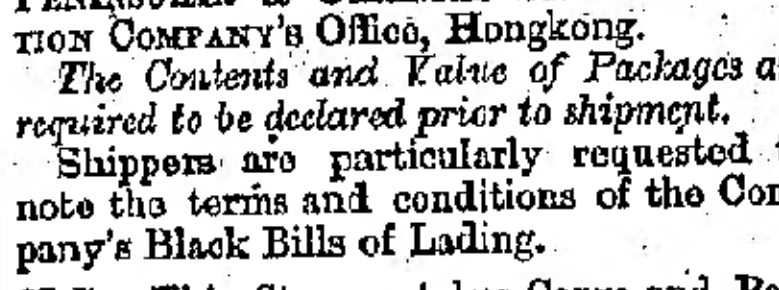 TION COMPANY'S Office, Hongkong.
The Contents and Value of Packages
required to be declared prior to shipment.
Shippers are particularly requested
note the terms and conditions of the Com
pany's Black Bills of Lading.